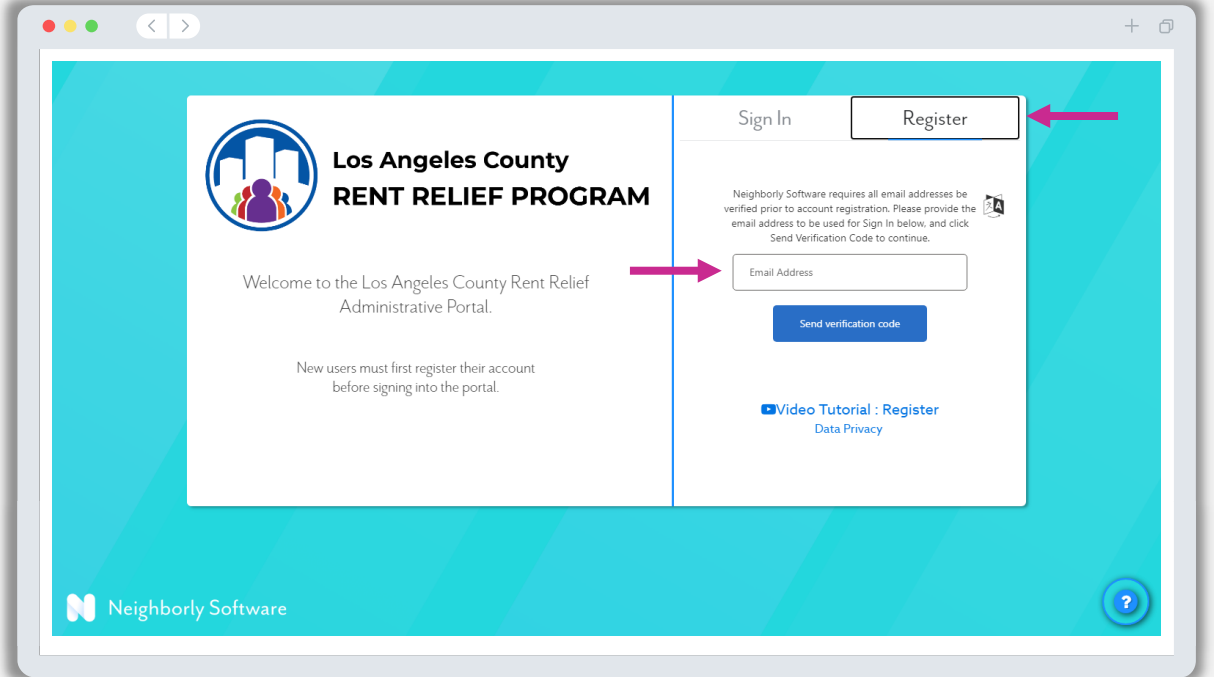 Los Angeles County
RENT RELIEF PROGRAM
Welcome to the Los Angeles County Rent Relief
Administrative Portal.
New users must first register their account
before signing into the portal.
Sign In
Register
Neighborly Software requires all email addresses be
verified prior to account registration. Please provide the
email address to be used for Sign In below, and click
Send Verification Code to continue.
文A
Email Address
Send verification code
Video Tutorial : Register
Data Privacy
N Neighborly Software
?